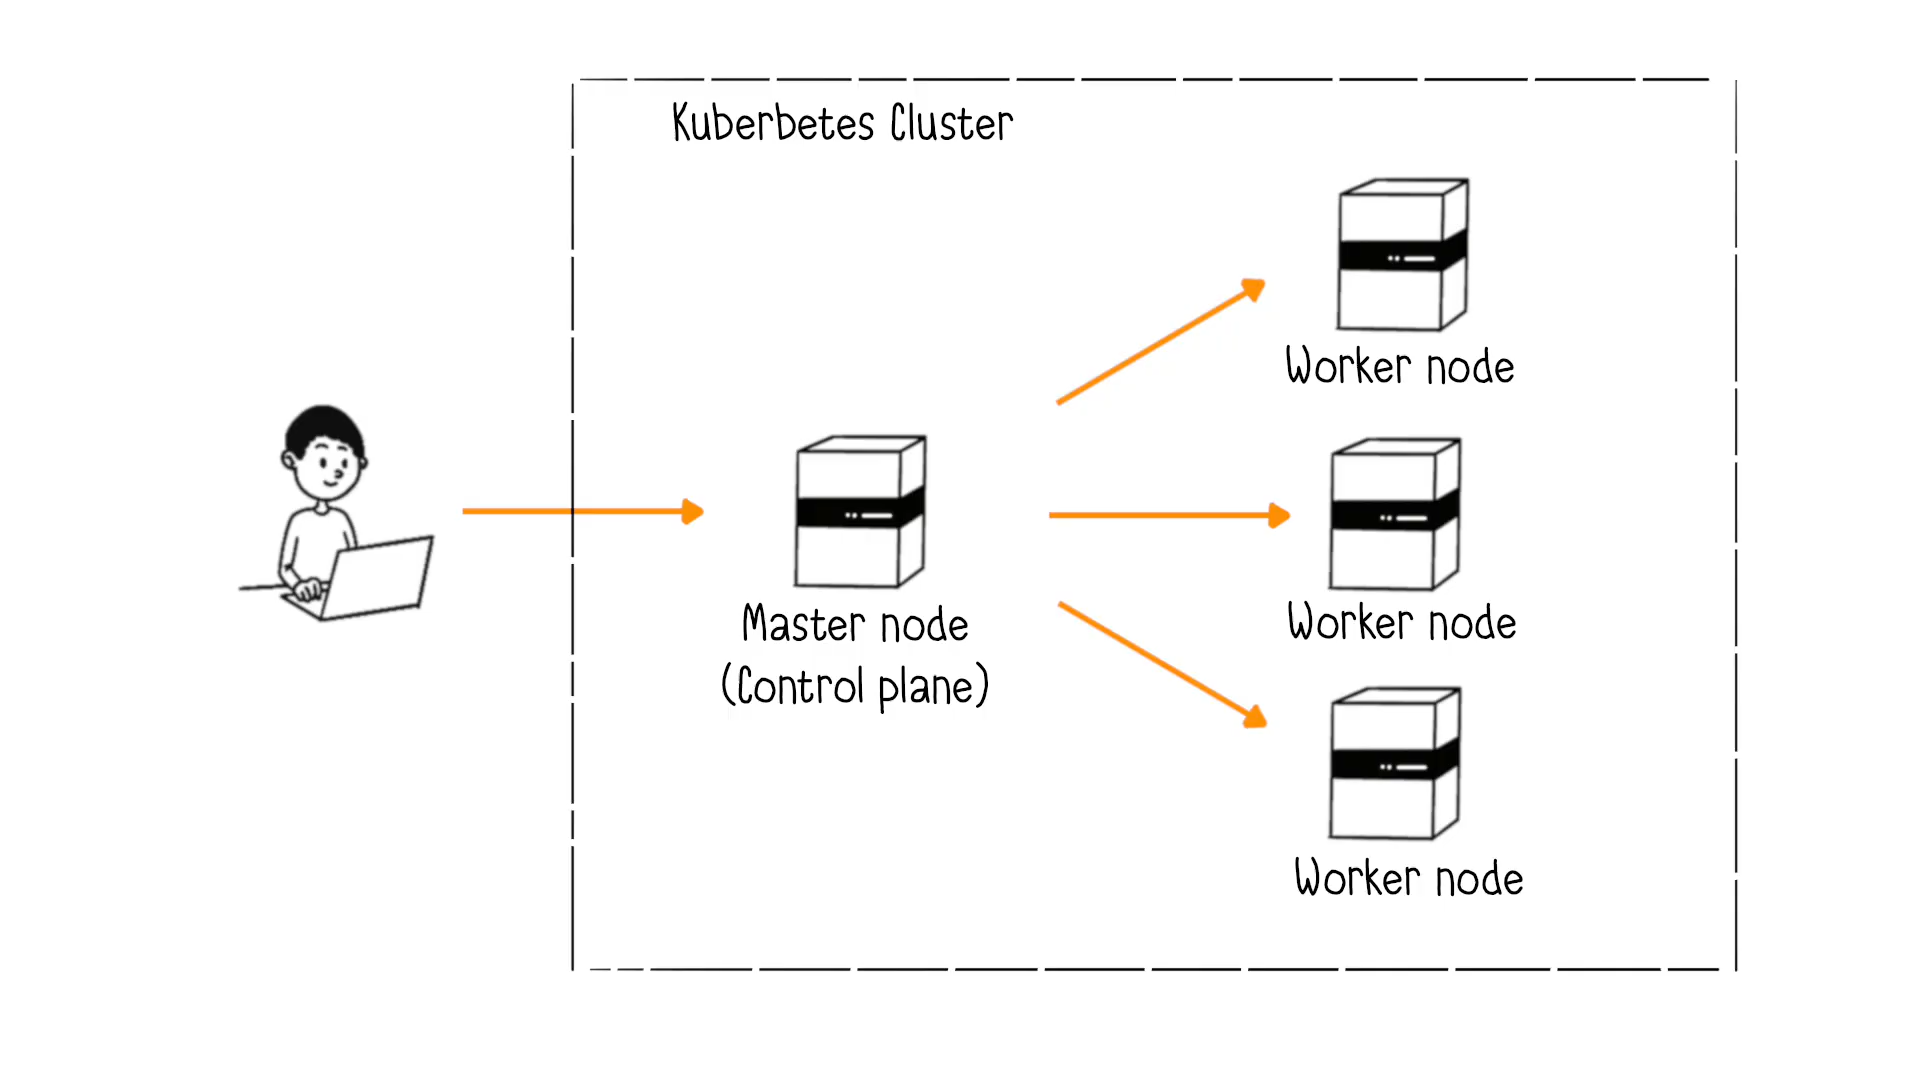 Kuberbetes Cluster
Worker node
Master node
(Control plane)
Worker node
Worker node